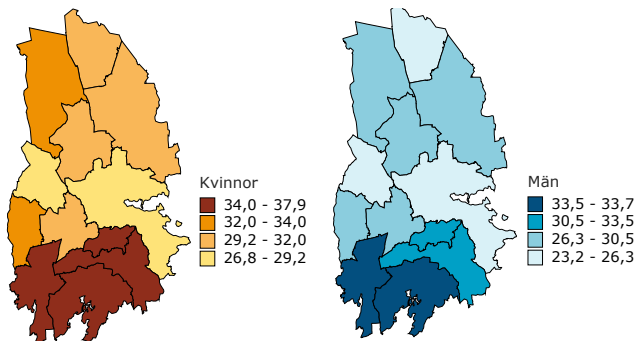 Kvinnor
34,0 - 37,9
32,0 - 34,0
29,2 - 32,0
26,8 - 29,2
Män
33,5 - 33,7
30,5 - 33,5
26,3 - 30,5
23,2 - 26,3